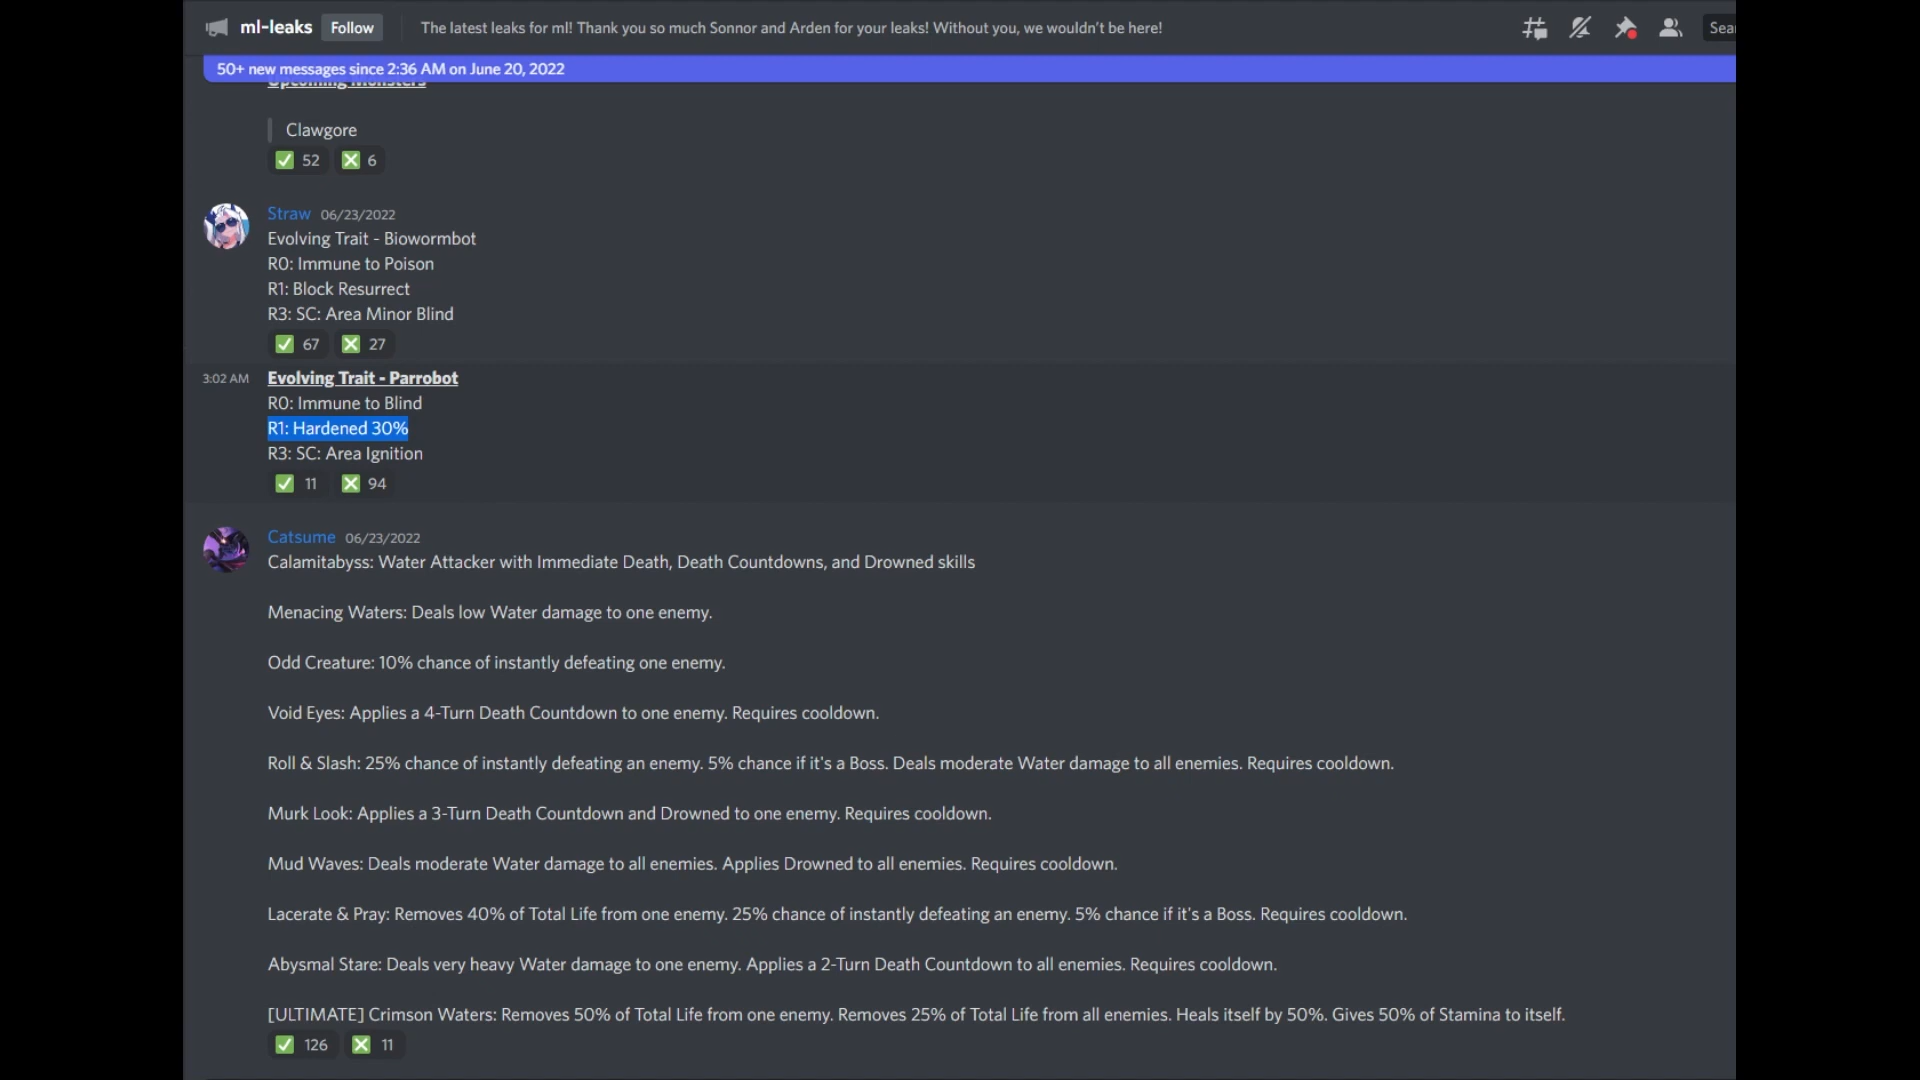 ml-leaks Follow The latest leaks for ml! Thank you so much Sonnor and Arden for your leaks! Without you, we wouldn't be here! Sea
50+ new messages since 2:36 AM on June 20, 2022
Upcoming Monsters
Clawgore
52 6
Straw 06/23/2022
Evolving Trait - Biowormbot
R0: Immune to Poison
R1: Block Resurrect
R3: SC: Area Minor Blind
67 27
3:02 AM Evolving Trait - Parrobot
R0: Immune to Blind
R1: Hardened 30%
R3: SC: Area Ignition
11 94
Catsume 06/23/2022
Calamitabyss: Water Attacker with Immediate Death, Death Countdowns, and Drowned skills
Menacing Waters: Deals low Water damage to one enemy.
Odd Creature: 10% chance of instantly defeating one enemy.
Void Eyes: Applies a 4-Turn Death Countdown to one enemy. Requires cooldown.
Roll & Slash: 25% chance of instantly defeating an enemy. 5% chance if it's a Boss. Deals moderate Water damage to all enemies. Requires cooldown.
Murk Look: Applies a 3-Turn Death Countdown and Drowned to one enemy. Requires cooldown.
Mud Waves: Deals moderate Water damage to all enemies. Applies Drowned to all enemies. Requires cooldown.
Lacerate & Pray: Removes 40% of Total Life from one enemy. 25% chance of instantly defeating an enemy. 5% chance if it's a Boss. Requires cooldown.
Abysmal Stare: Deals very heavy Water damage to one enemy. Applies a 2-Turn Death Countdown to all enemies. Requires cooldown.
[ULTIMATE] Crimson Waters: Removes 50% of Total Life from one enemy. Removes 25% of Total Life from all enemies. Heals itself by 50%. Gives 50% of Stamina to itself.
126 11